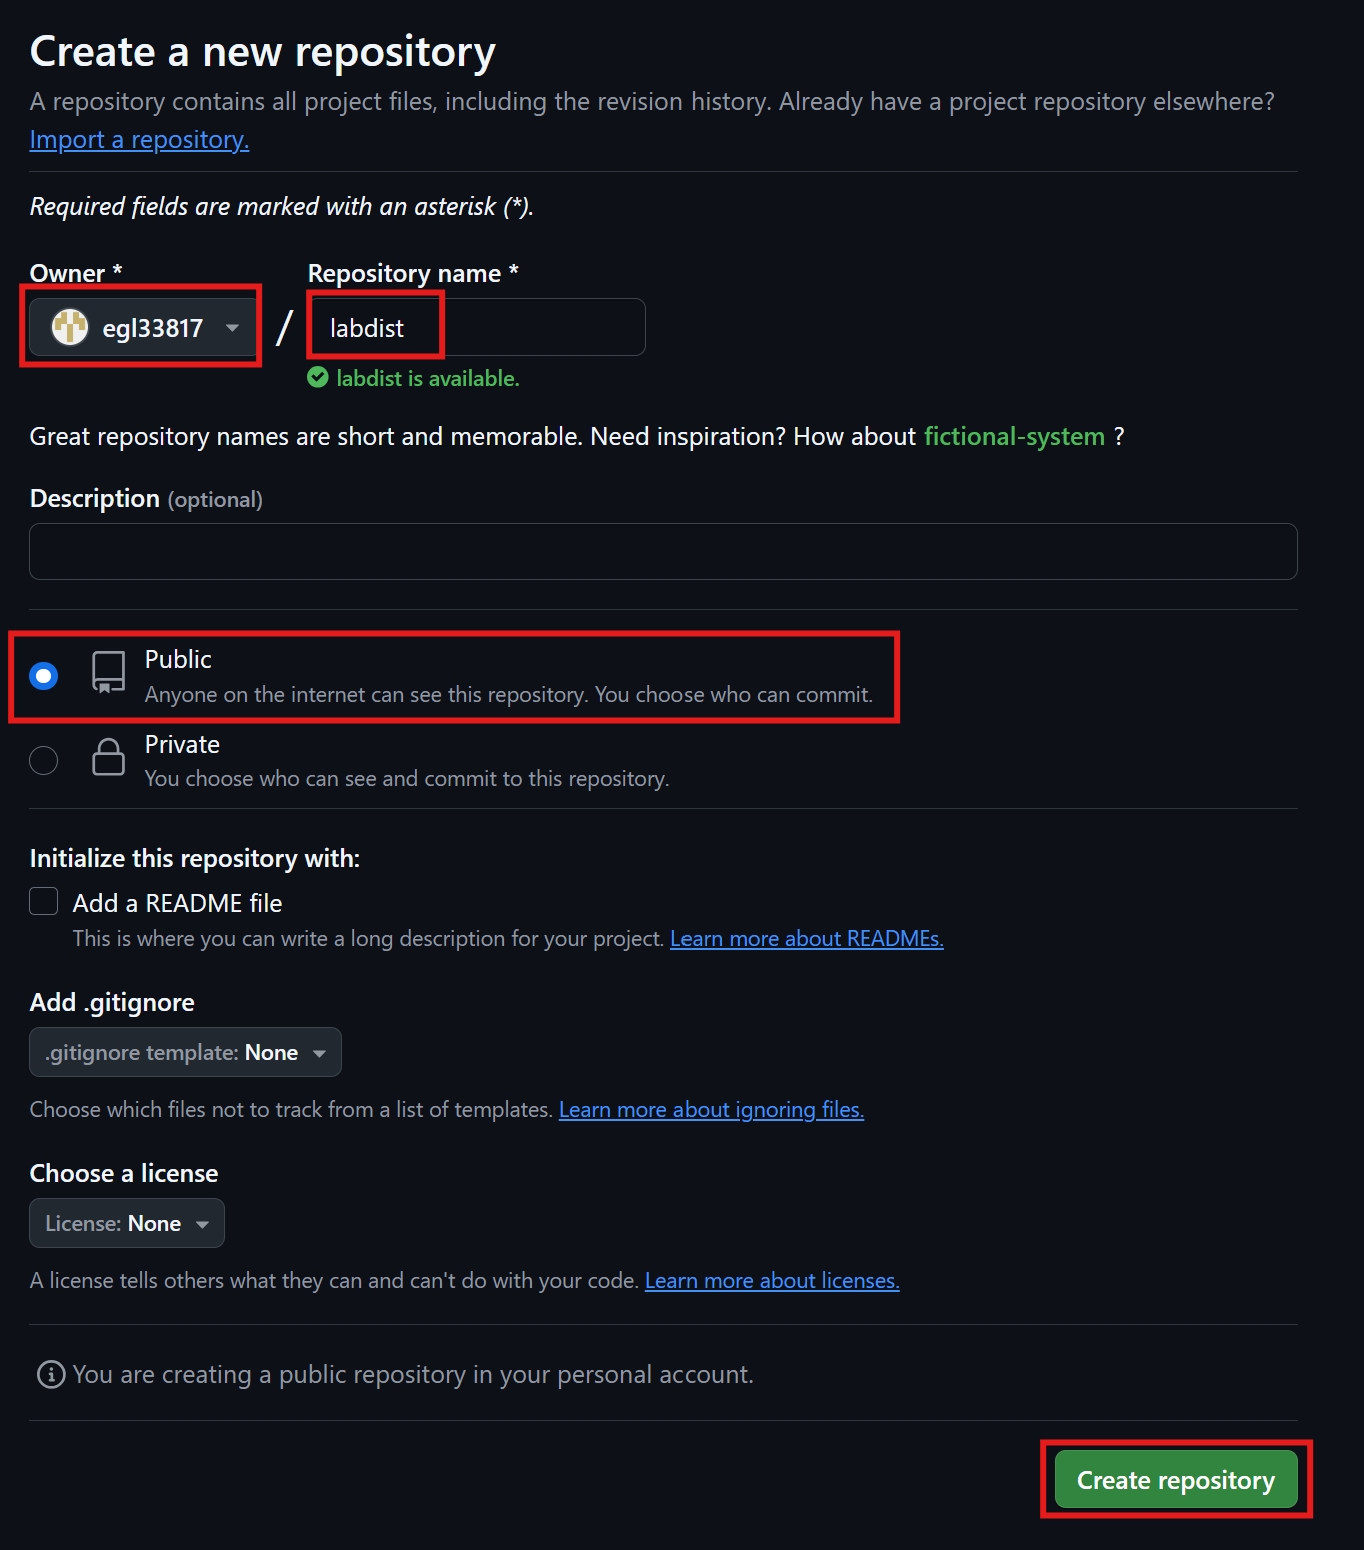 Create a new repository
A repository contains all project files, including the revision history. Already have a project repository elsewhere?
Import a repository.
Required fields are marked with an asterisk (*).
Owner *
Repository name *
egl33817
/
labdist
labdist is available.
Great repository names are short and memorable. Need inspiration? How about fictional-system ?
Description (optional)
Public
Anyone on the internet can see this repository. You choose who can commit.
Private
You choose who can see and commit to this repository.
Initialize this repository with:
Add a README file
This is where you can write a long description for your project. Learn more about READMEs.
Add .gitignore
.gitignore template: None
Choose which files not to track from a list of templates. Learn more about ignoring files.
Choose a license
License: None
A license tells others what they can and can't do with your code. Learn more about licenses.
You are creating a public repository in your personal account.
Create repository